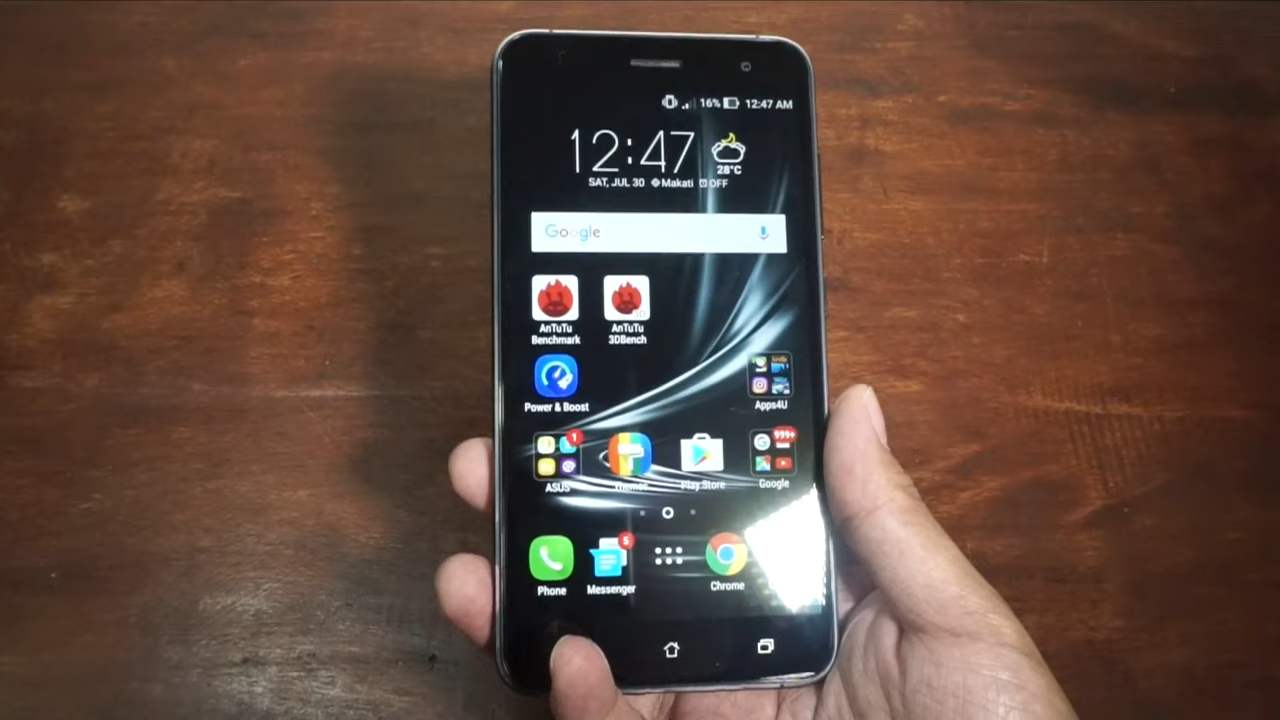 16% 12:47 AM
12:47
28°C
SAT, JUL 30 Makati OFF
Google
AnTuTu Benchmark
AnTuTu 3DBench
Power & Boost
Apps4U
1
999+
ASUS
Themes
Play Store
Google
5
Phone
Messenger
Chrome